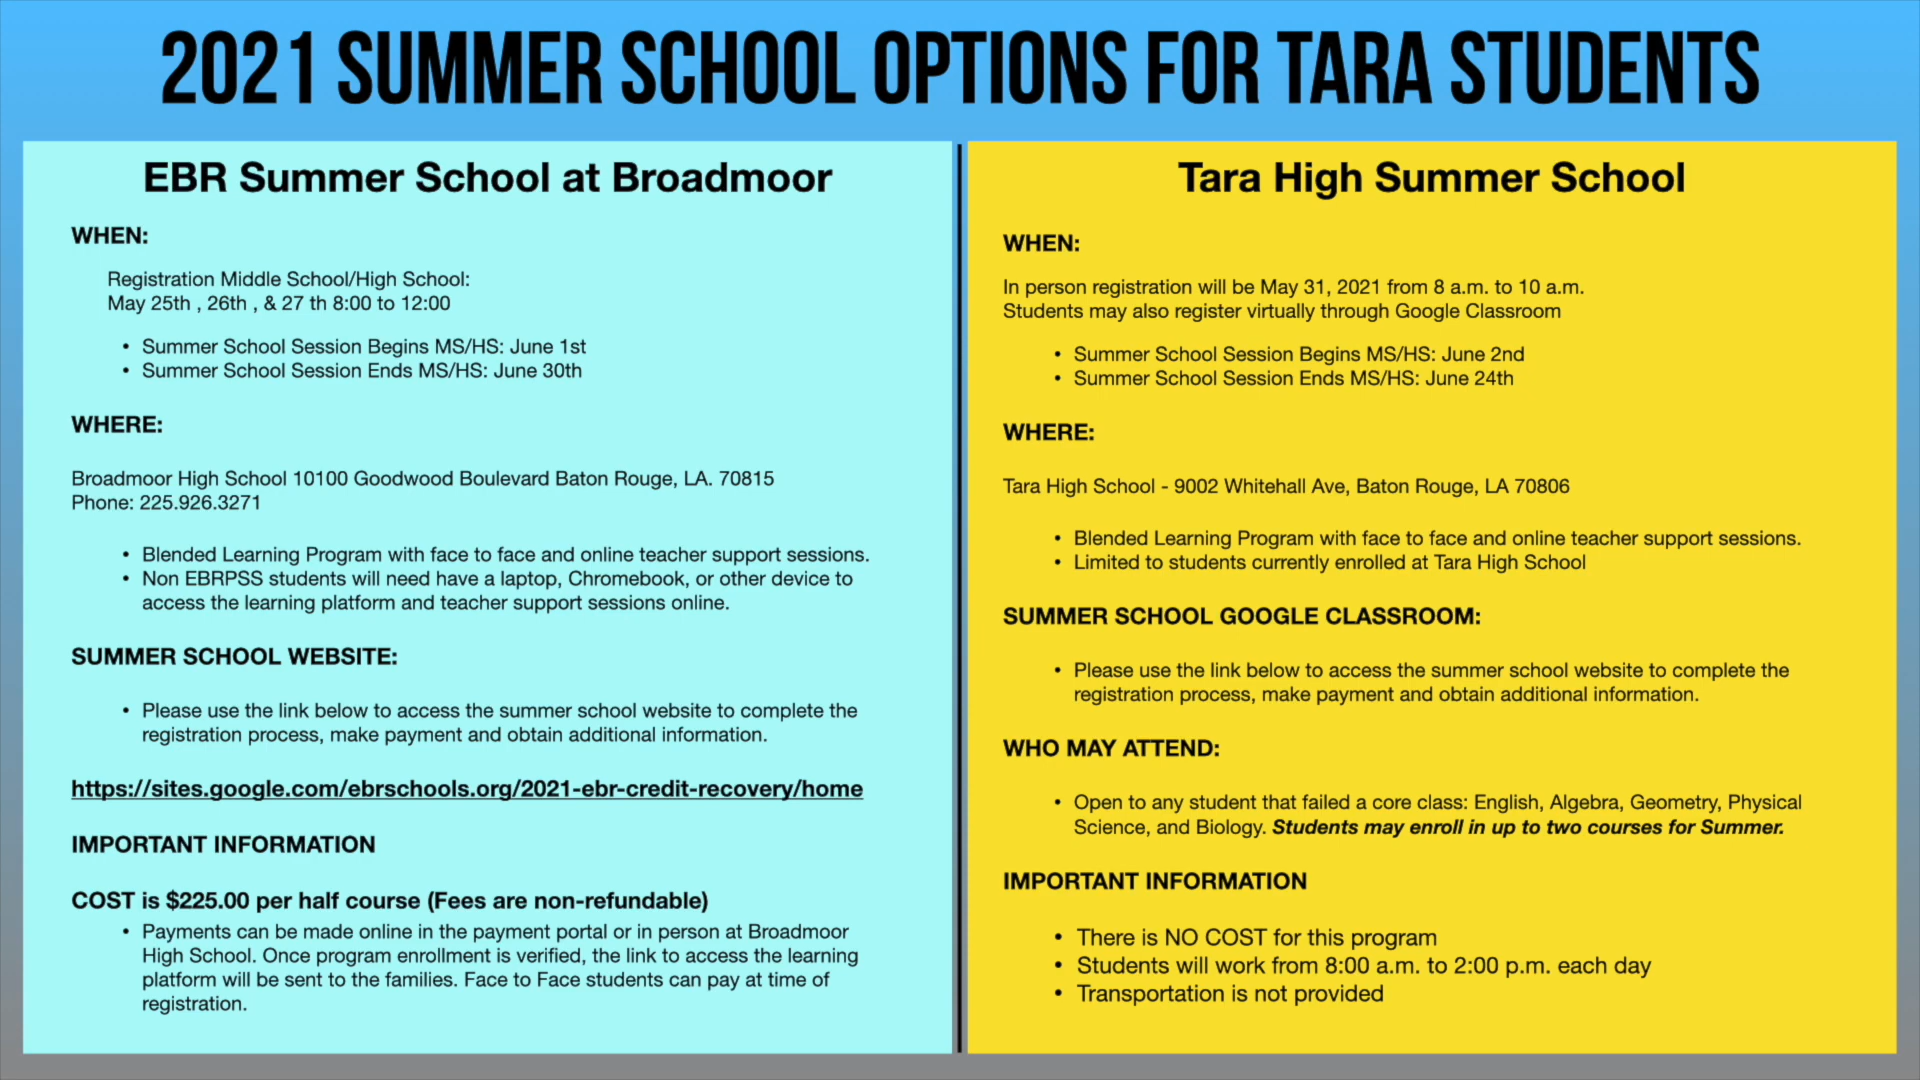 2021 SUMMER SCHOOL OPTIONS FOR TARA STUDENTS
EBR Summer School at Broadmoor
WHEN:
Registration Middle School/High School:
May 25th , 26th , & 27 th 8:00 to 12:00
• Summer School Session Begins MS/HS: June 1st
• Summer School Session Ends MS/HS: June 30th
WHERE:
Broadmoor High School 10100 Goodwood Boulevard Baton Rouge, LA. 70815
Phone: 225.926.3271
• Blended Learning Program with face to face and online teacher support sessions.
• Non EBRPSS students will need have a laptop, Chromebook, or other device to
access the learning platform and teacher support sessions online.
SUMMER SCHOOL WEBSITE:
• Please use the link below to access the summer school website to complete the
registration process, make payment and obtain additional information.
https://sites.google.com/ebrschools.org/2021-ebr-credit-recovery/home
IMPORTANT INFORMATION
COST is $225.00 per half course (Fees are non-refundable)
• Payments can be made online in the payment portal or in person at Broadmoor
High School. Once program enrollment is verified, the link to access the learning
platform will be sent to the families. Face to Face students can pay at time of
registration.
Tara High Summer School
WHEN:
In person registration will be May 31, 2021 from 8 a.m. to 10 a.m.
Students may also register virtually through Google Classroom
• Summer School Session Begins MS/HS: June 2nd
• Summer School Session Ends MS/HS: June 24th
WHERE:
Tara High School - 9002 Whitehall Ave, Baton Rouge, LA 70806
• Blended Learning Program with face to face and online teacher support sessions.
• Limited to students currently enrolled at Tara High School
SUMMER SCHOOL GOOGLE CLASSROOM:
• Please use the link below to access the summer school website to complete the
registration process, make payment and obtain additional information.
WHO MAY ATTEND:
• Open to any student that failed a core class: English, Algebra, Geometry, Physical
Science, and Biology. Students may enroll in up to two courses for Summer.
IMPORTANT INFORMATION
• There is NO COST for this program
• Students will work from 8:00 a.m. to 2:00 p.m. each day
• Transportation is not provided